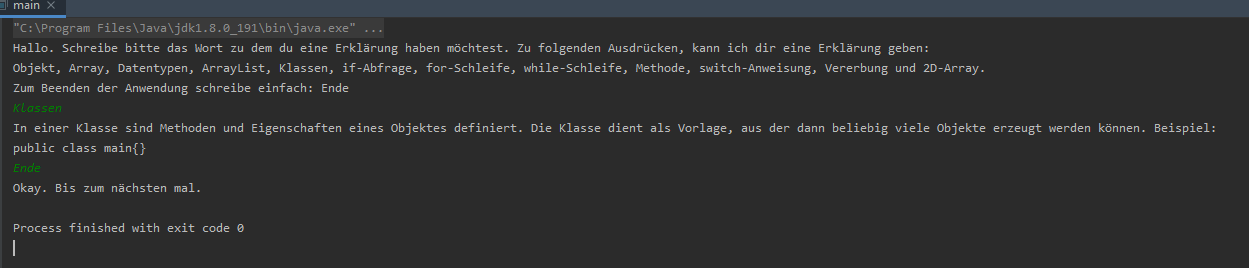 main
"C:\Program Files\Java\jdk1.8.0_191\bin\java.exe" ...
Hallo. Schreibe bitte das Wort zu dem du eine Erklärung haben möchtest. Zu folgenden Ausdrücken, kann ich dir eine Erklärung geben:
Objekt, Array, Datentypen, ArrayList, Klassen, if-Abfrage, for-Schleife, while-Schleife, Methode, switch-Anweisung, Vererbung und 2D-Array.
Zum Beenden der Anwendung schreibe einfach: Ende
Klassen
In einer Klasse sind Methoden und Eigenschaften eines Objektes definiert. Die Klasse dient als Vorlage, aus der dann beliebig viele Objekte erzeugt werden können. Beispiel:
public class main{}
Ende
Okay. Bis zum nächsten mal.
Process finished with exit code 0